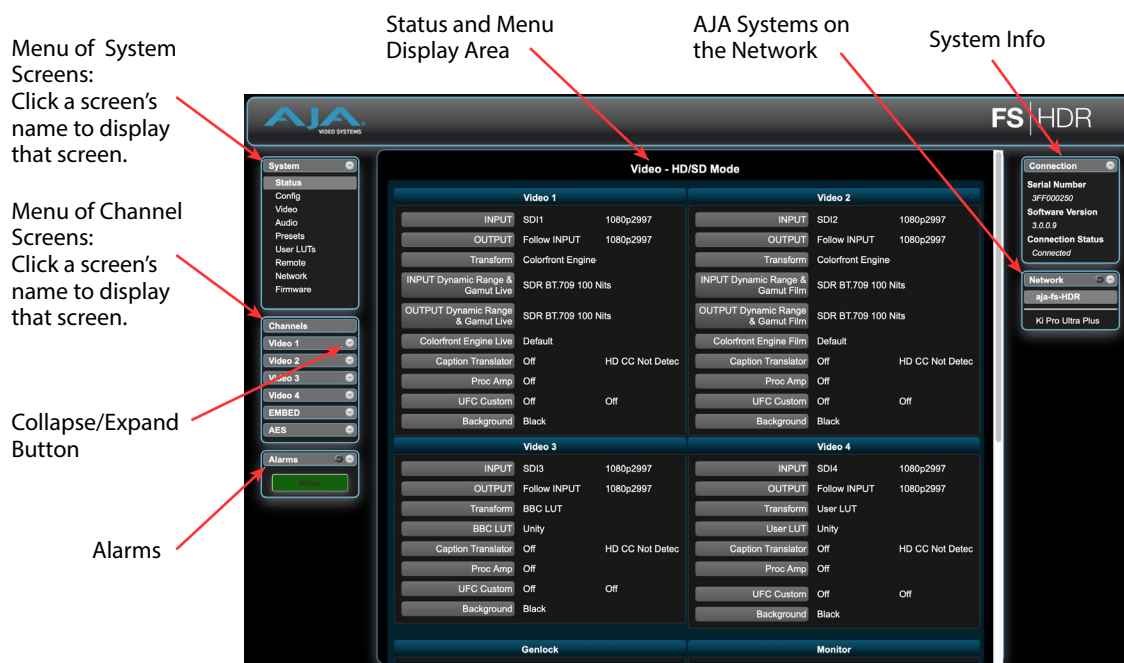 Status and Menu
Display Area
AJA Systems on
the Network
System Info
Menu of System
Screens:
Click a screen's
name to display
that screen.
Menu of Channel
Screens:
Click a screen's
name to display
that screen.
Collapse/Expand
Button
Alarms
AJA
VIDEO SYSTEMS
FS|HDR
System
Status
Config
Video
Audio
Presets
User LUTs
Remote
Network
Firmware
Channels
Video 1
Video 2
Video 3
Video 4
EMBED
AES
Alarms
None
Video - HD/SD Mode
Video 1
INPUT SDI1 1080p2997
OUTPUT Follow INPUT 1080p2997
Transform Colorfront Engine
INPUT Dynamic Range &
Gamut Live SDR BT.709 100 Nits
OUTPUT Dynamic Range
& Gamut Live SDR BT.709 100 Nits
Colorfront Engine Live Default
Caption Translator Off HD CC Not Detec
Proc Amp Off
UFC Custom Off Off
Background Black
Video 2
INPUT SDI2 1080p2997
OUTPUT Follow INPUT 1080p2997
Transform Colorfront Engine
INPUT Dynamic Range &
Gamut Film SDR BT.709 100 Nits
OUTPUT Dynamic Range
& Gamut Film SDR BT.709 100 Nits
Colorfront Engine Film Default
Caption Translator Off HD CC Not Detec
Proc Amp Off
UFC Custom Off Off
Background Black
Video 3
INPUT SDI3 1080p2997
OUTPUT Follow INPUT 1080p2997
Transform BBC LUT
BBC LUT Unity
Caption Translator Off HD CC Not Detec
Proc Amp Off
UFC Custom Off Off
Background Black
Video 4
INPUT SDI4 1080p2997
OUTPUT Follow INPUT 1080p2997
Transform User LUT
User LUT Unity
Caption Translator Off HD CC Not Detec
Proc Amp Off
UFC Custom Off Off
Background Black
Genlock
Monitor
Connection
Serial Number
3FF000250
Software Version
3.0.0.9
Connection Status
Connected
Network
aja-fs-HDR
Ki Pro Ultra Plus